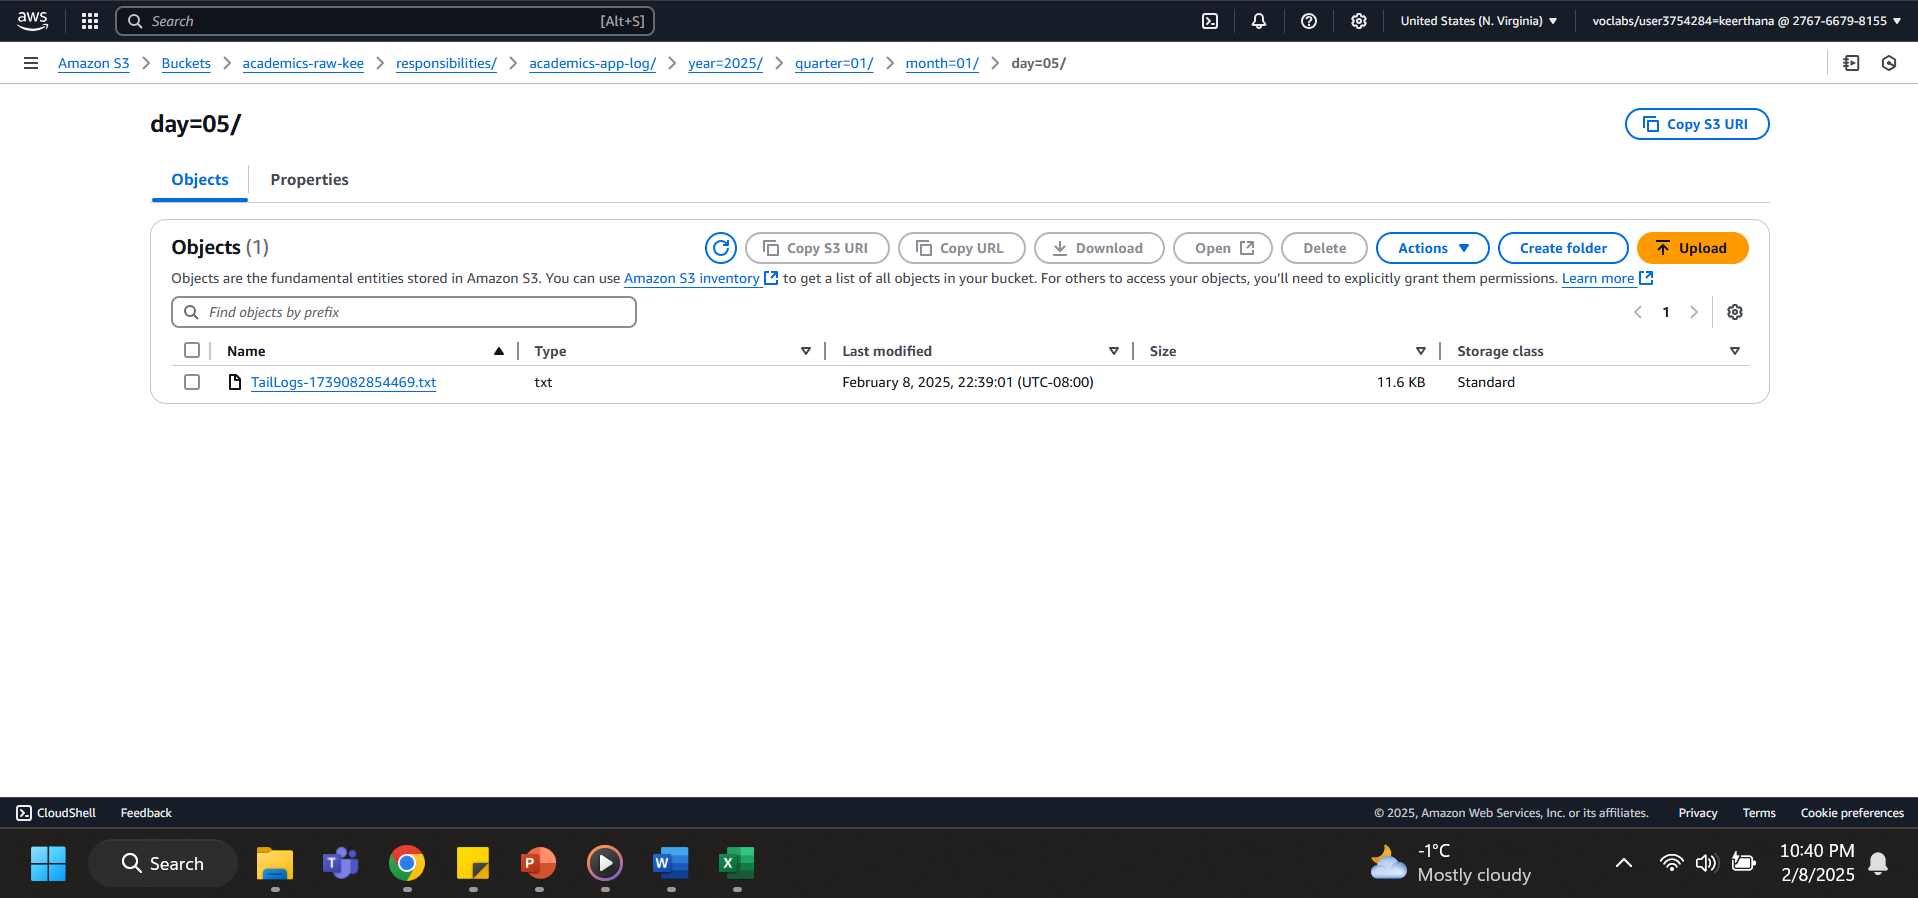 aws
Search [Alt+S]
United States (N. Virginia)
voclabs/user3754284=keerthana @ 2767-6679-8155
Amazon S3 Buckets academics-raw-kee responsibilities/ academics-app-log/ year=2025/ quarter=01/ month=01/ day=05/
day=05/
Copy S3 URI
Objects Properties
Objects (1)
Copy S3 URI Copy URL Download Open Delete Actions Create folder Upload
Objects are the fundamental entities stored in Amazon S3. You can use Amazon S3 inventory to get a list of all objects in your bucket. For others to access your objects, you’ll need to explicitly grant them permissions. Learn more
Find objects by prefix
1
Name Type Last modified Size Storage class
TailLogs-1739082854469.txt txt February 8, 2025, 22:39:01 (UTC-08:00) 11.6 KB Standard
CloudShell Feedback © 2025, Amazon Web Services, Inc. or its affiliates. Privacy Terms Cookie preferences
Search
T
P
W
X
-1°C
Mostly cloudy
10:40 PM
2/8/2025